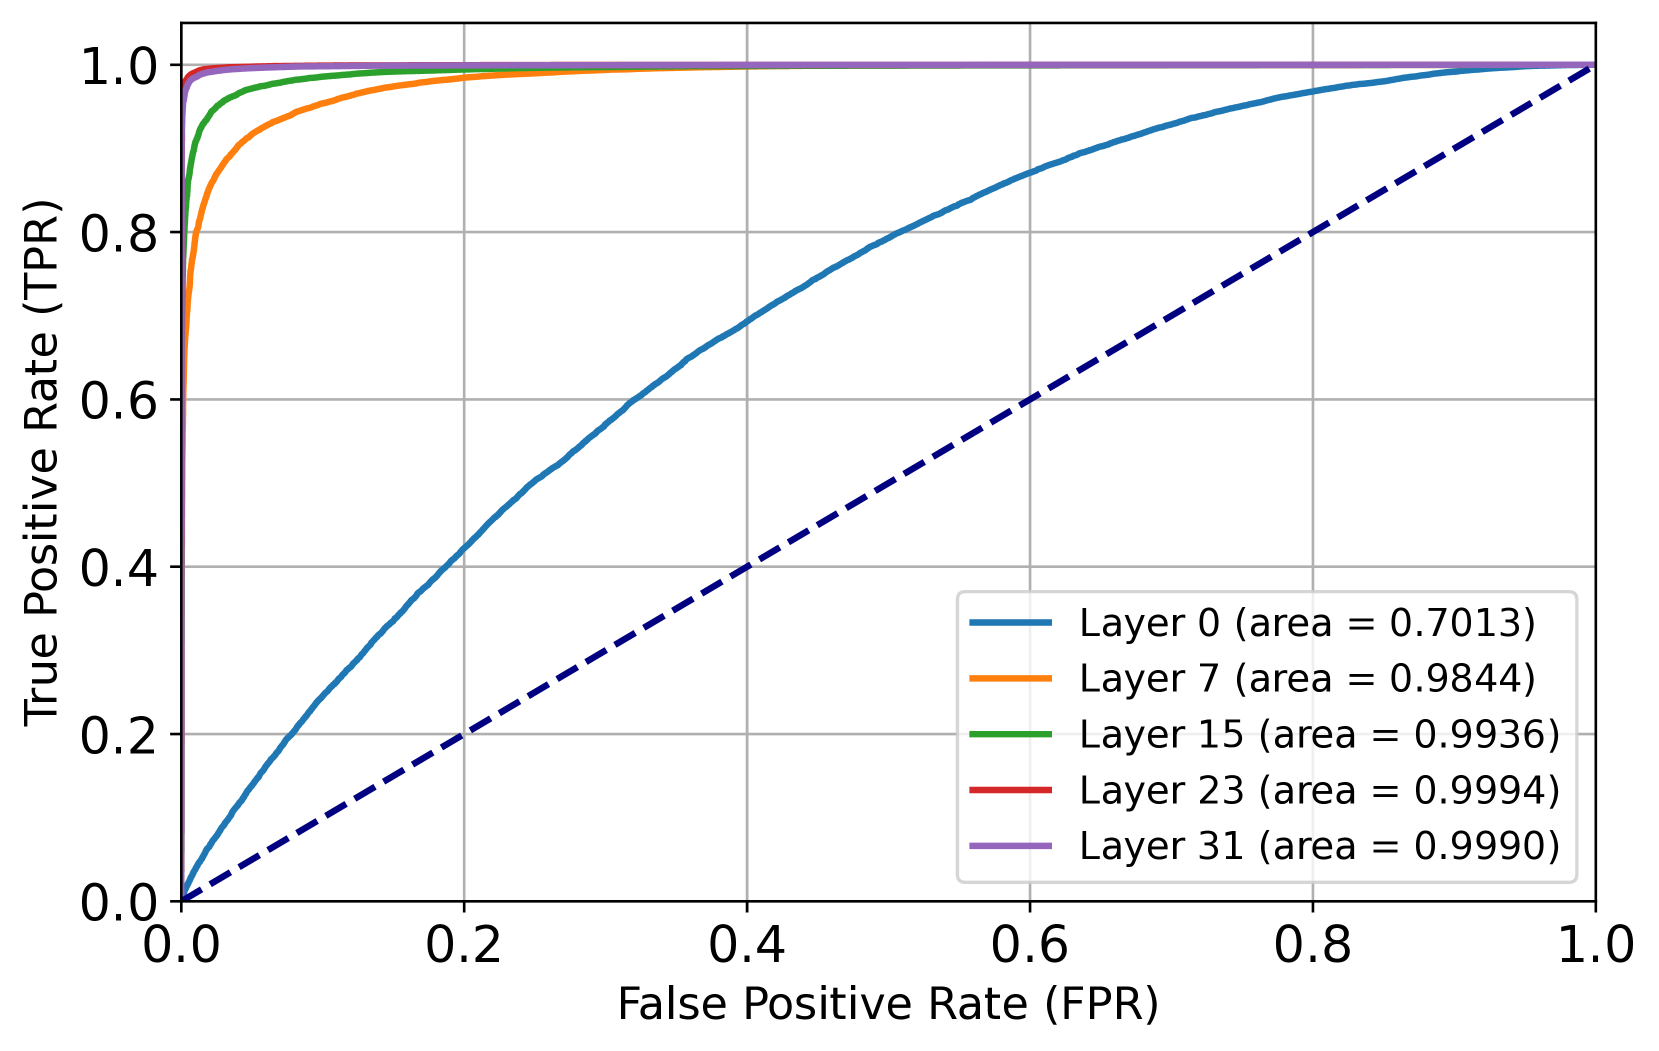 1.0
0.8
0.6
0.4
0.2
0.0
True Positive Rate (TPR)
Layer 0 (area = 0.7013)
Layer 7 (area = 0.9844)
Layer 15 (area = 0.9936)
Layer 23 (area = 0.9994)
Layer 31 (area = 0.9990)
0.0 0.2 0.4 0.6 0.8 1.0
False Positive Rate (FPR)